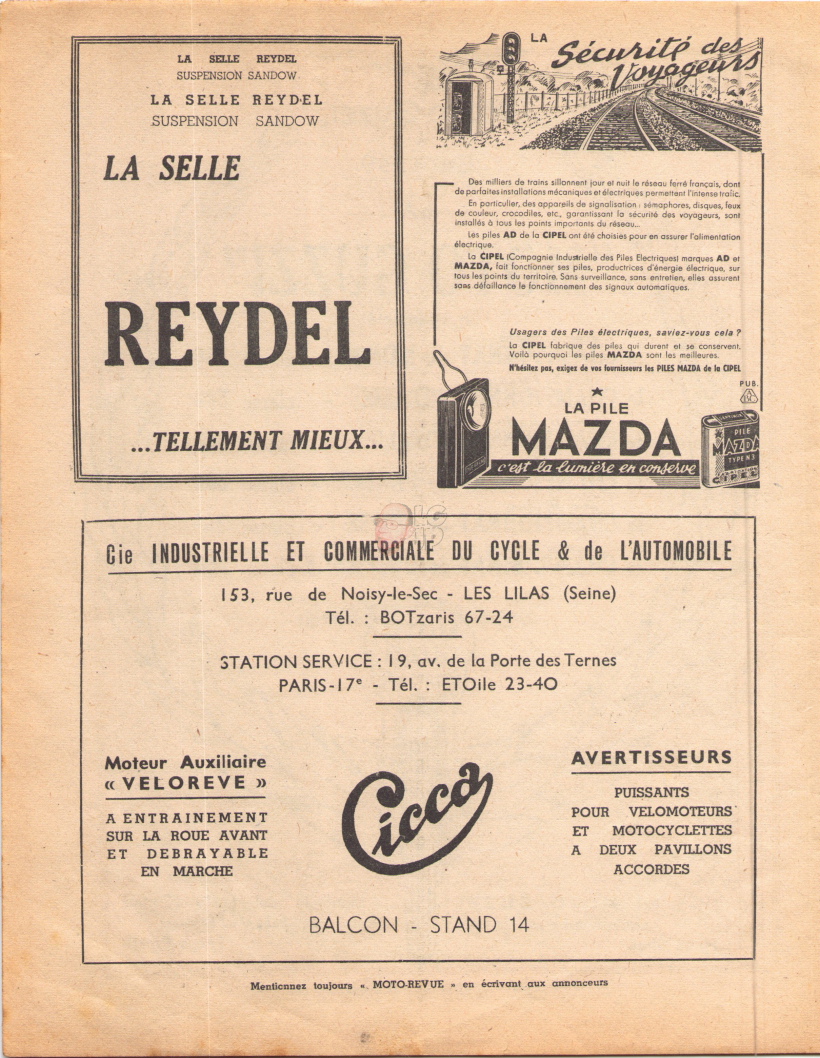 LA SELLE REYDEL
SUSPENSION SANDOW
LA SELLE REYDEL
SUSPENSION SANDOW
LA SELLE
REYDEL
...TELLEMENT MIEUX...
LA Sécurité des
Voyageurs
Des milliers de trains sillonnent jour et nuit le réseau ferré français, dont
de parfaites installations mécaniques et électriques permettent l'intense trafic.
En particulier, des appareils de signalisation : sémaphores, disques, feux
de couleur, crocodiles, etc., garantissant la sécurité des voyageurs, sont
installés à tous les points importants du réseau...
Les piles AD de la CIPEL ont été choisies pour en assurer l'alimentation
électrique.
La CIPEL (Compagnie Industrielle des Piles Electriques) marques AD et
MAZDA, fait fonctionner ses piles, productrices d'énergie électrique, sur
tous les points du territoire. Sans surveillance, sans entretien, elles assurent
sans défaillance le fonctionnement des signaux automatiques.
Usagers des Piles électriques, saviez-vous cela ?
La CIPEL fabrique des piles qui durent et se conservent.
Voilà pourquoi les piles MAZDA sont les meilleures.
N'hésitez pas, exigez de vos fournisseurs les PILES MAZDA de la CIPEL
PUB.
LA PILE
MAZDA
c'est la lumière en conserve
PILE
MAZDA
TYPE N3
CIPEL
Cie INDUSTRIELLE ET COMMERCIALE DU CYCLE & de L'AUTOMOBILE
153, rue de Noisy-le-Sec - LES LILAS (Seine)
Tél. : BOTzaris 67-24
STATION SERVICE : 19, av. de la Porte des Ternes
PARIS-17e - Tél. : ETOile 23-40
Moteur Auxiliaire
« VELOREVE »
A ENTRAINEMENT
SUR LA ROUE AVANT
ET DEBRAYABLE
EN MARCHE
Cicca
AVERTISSEURS
PUISSANTS
POUR VELOMOTEURS
ET MOTOCYCLETTES
A DEUX PAVILLONS
ACCORDES
BALCON - STAND 14
Mentionnez toujours « MOTO-REVUE » en écrivant aux annonceurs